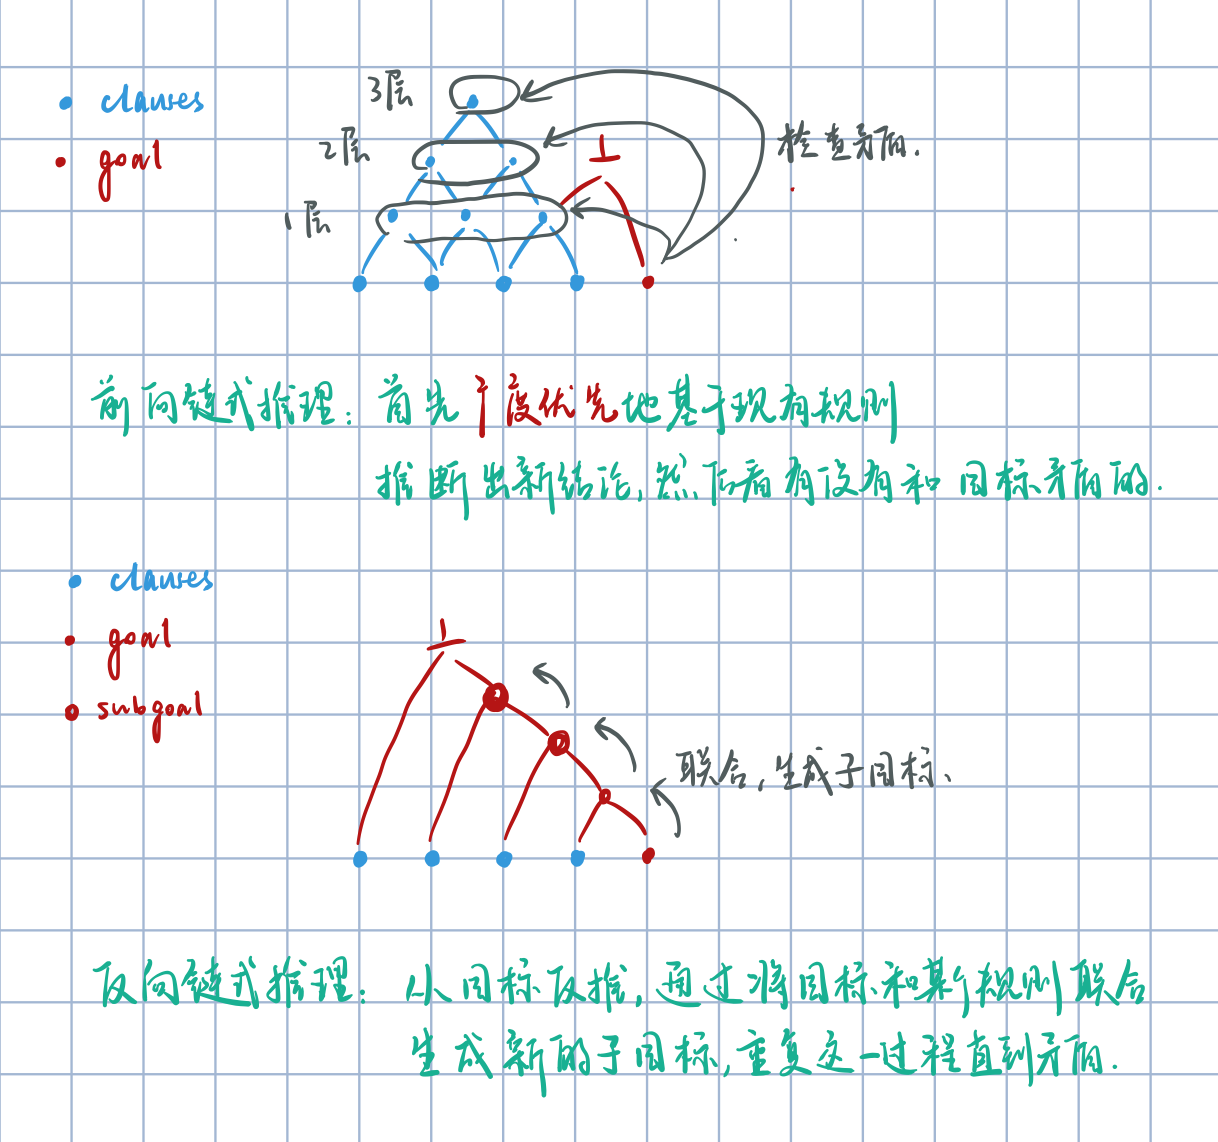 clauses
goal
3层
2层
1层
⊥
检查矛盾.
前向链式推理: 首先广度优先地基于现有规则
推断出新结论, 然后看有没有和目标矛盾的.
clauses
goal
subgoal
⊥
联合, 生成子目标、
反向链式推理: 从目标反推, 通过将目标和某个规则联合
生成新的子目标, 重复这一过程直到矛盾.